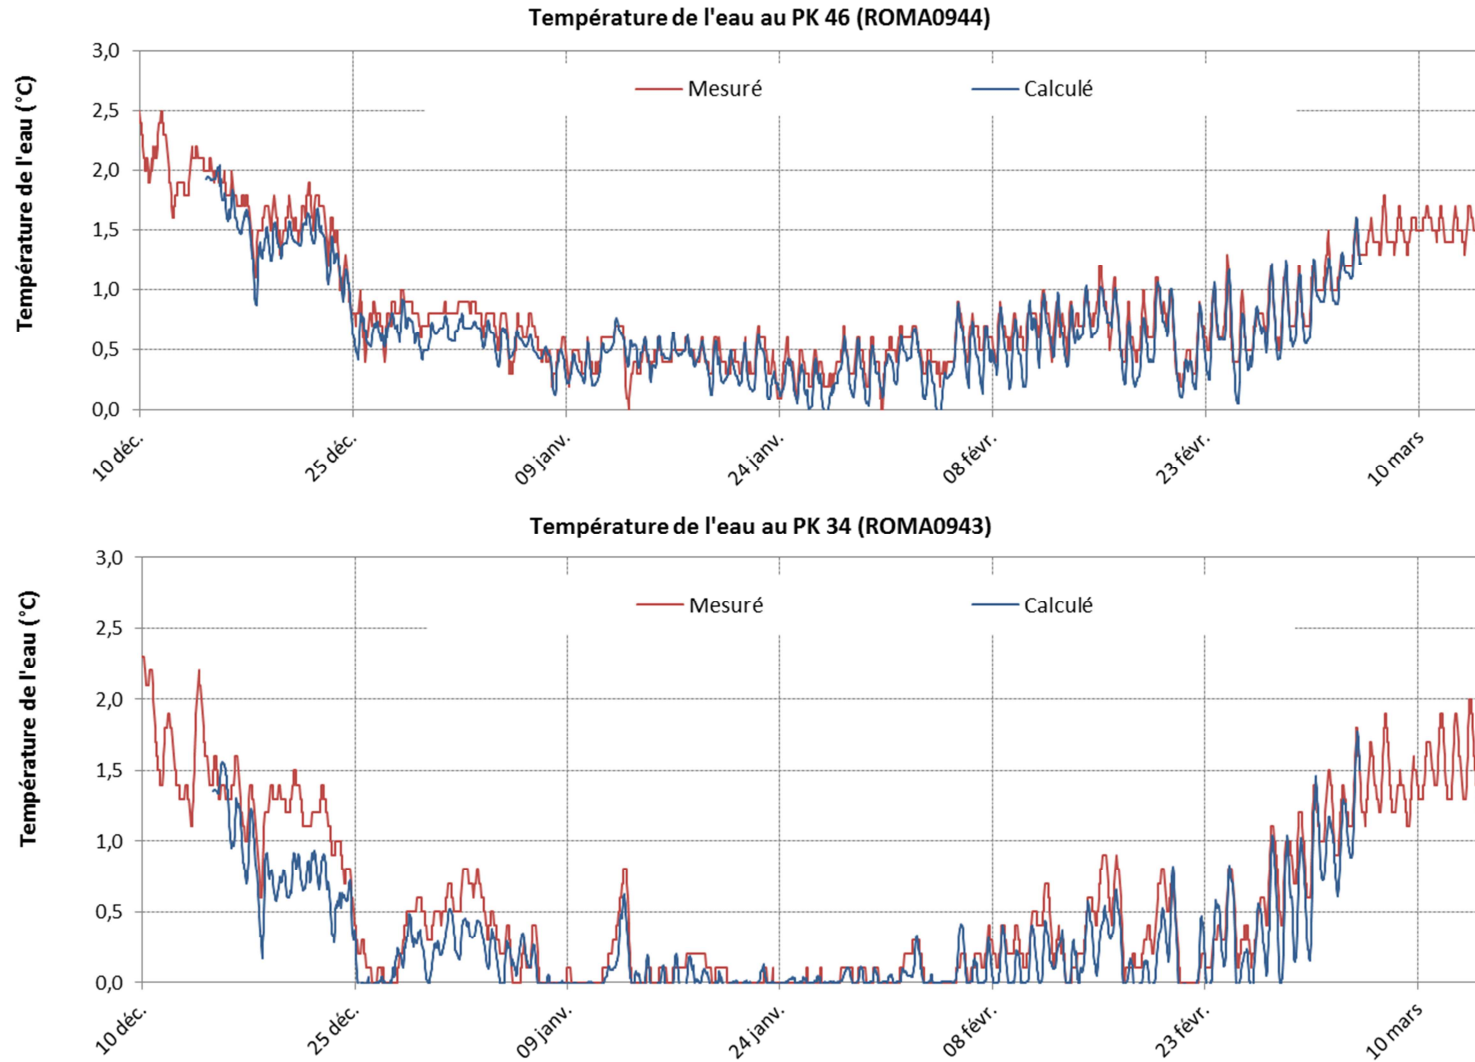 Température de l'eau au PK 46 (ROMA0944)
Température de l'eau (°C)
3,0
2,5
2,0
1,5
1,0
0,5
0,0
Mesuré
Calculé
10 déc.
25 déc.
09 janv.
24 janv.
08 févr.
23 févr.
10 mars
Température de l'eau au PK 34 (ROMA0943)
Température de l'eau (°C)
3,0
2,5
2,0
1,5
1,0
0,5
0,0
Mesuré
Calculé
10 déc.
25 déc.
09 janv.
24 janv.
08 févr.
23 févr.
10 mars